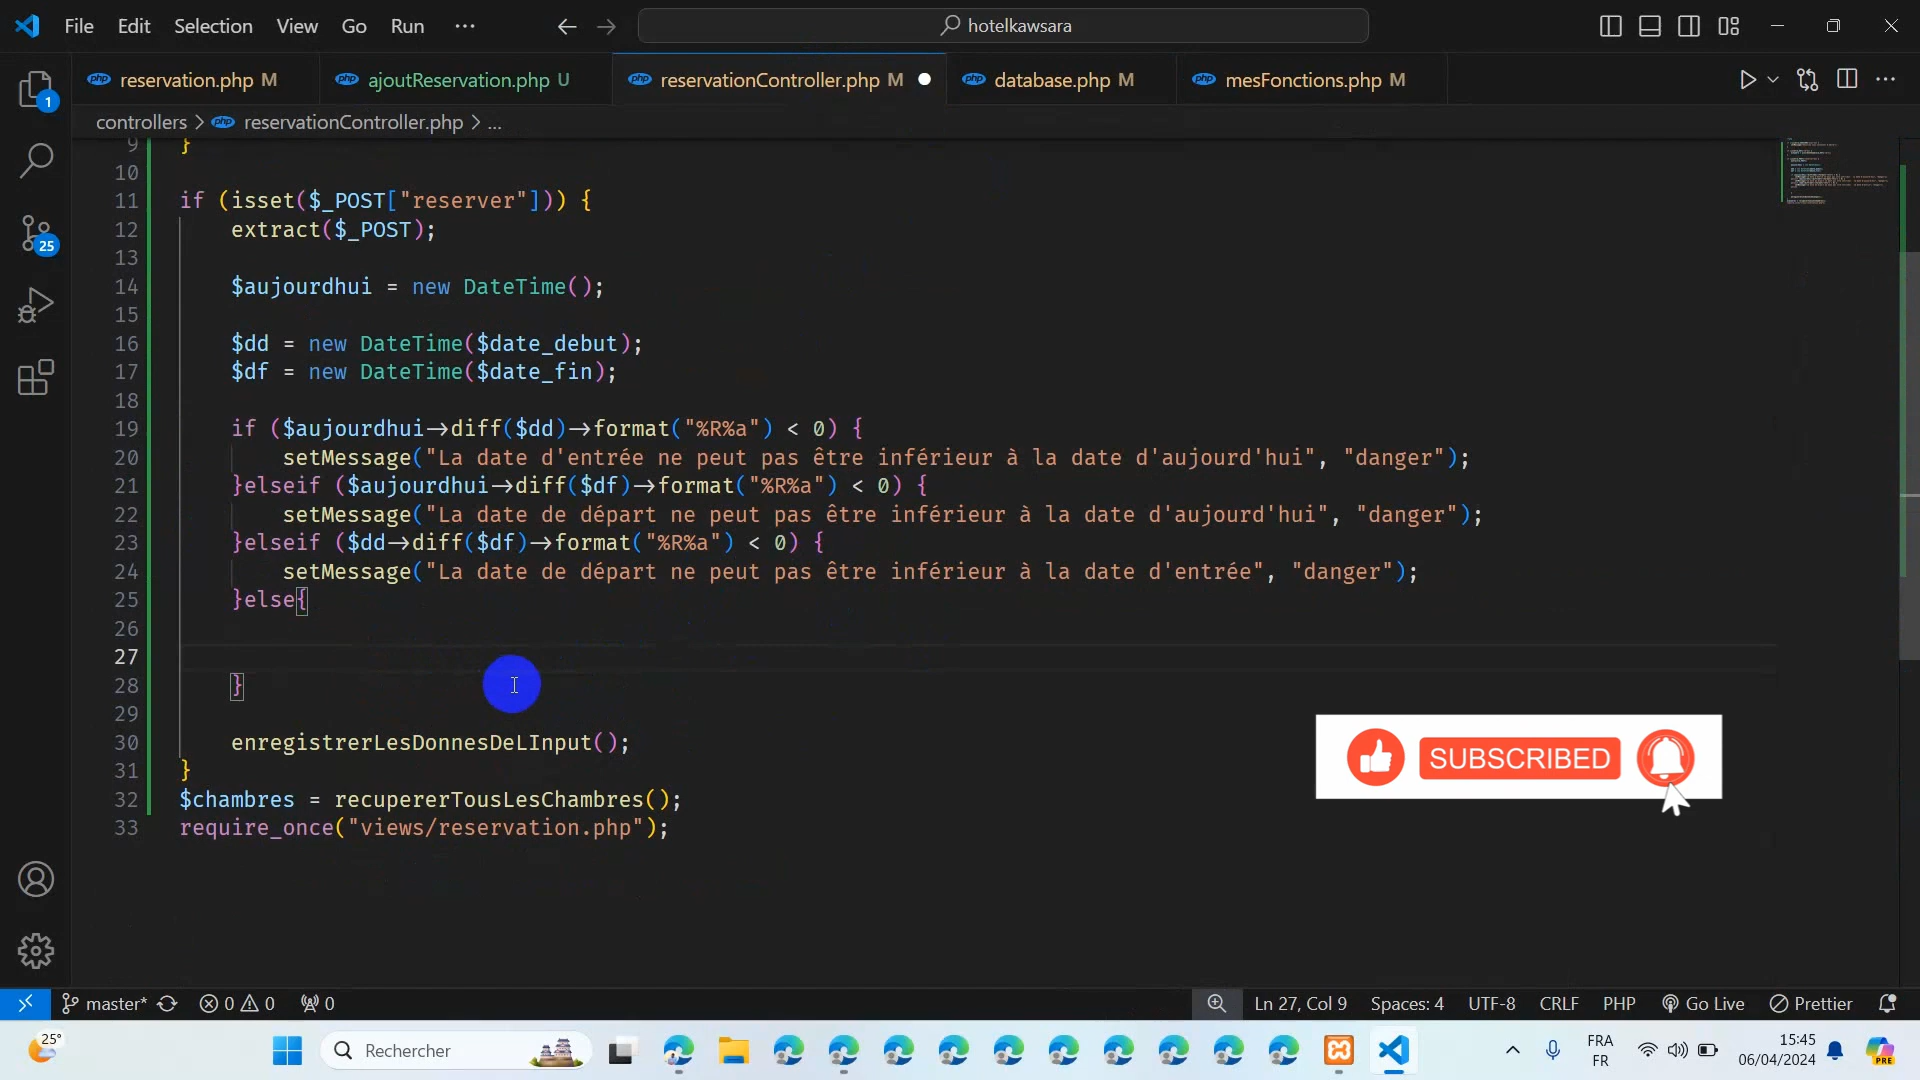 File Edit Selection View Go Run ... hotelkawsara
reservation.php M ajoutReservation.php U reservationController.php M database.php M mesFonctions.php M
controllers > reservationController.php > ...
9 }
10
11 if (isset($_POST["reserver"])) {
12 extract($_POST);
13
14 $aujourdhui = new DateTime();
15
16 $dd = new DateTime($date_debut);
17 $df = new DateTime($date_fin);
18
19 if ($aujourdhui->diff($dd)->format("%R%a") < 0) {
20 setMessage("La date d'entrée ne peut pas être inférieur à la date d'aujourd'hui", "danger");
21 }elseif ($aujourdhui->diff($df)->format("%R%a") < 0) {
22 setMessage("La date de départ ne peut pas être inférieur à la date d'aujourd'hui", "danger");
23 }elseif ($dd->diff($df)->format("%R%a") < 0) {
24 setMessage("La date de départ ne peut pas être inférieur à la date d'entrée", "danger");
25 }else{
26
27
28 }
29
30 enregistrerLesDonnesDeLInput();
31 }
32 $chambres = recupererTousLesChambres();
33 require_once("views/reservation.php");
1
25
SUBSCRIBED
master* 0 0 0 Ln 27, Col 9 Spaces: 4 UTF-8 CRLF PHP Go Live Prettier
25° Rechercher FRA 15:45
FR 06/04/2024
PRE